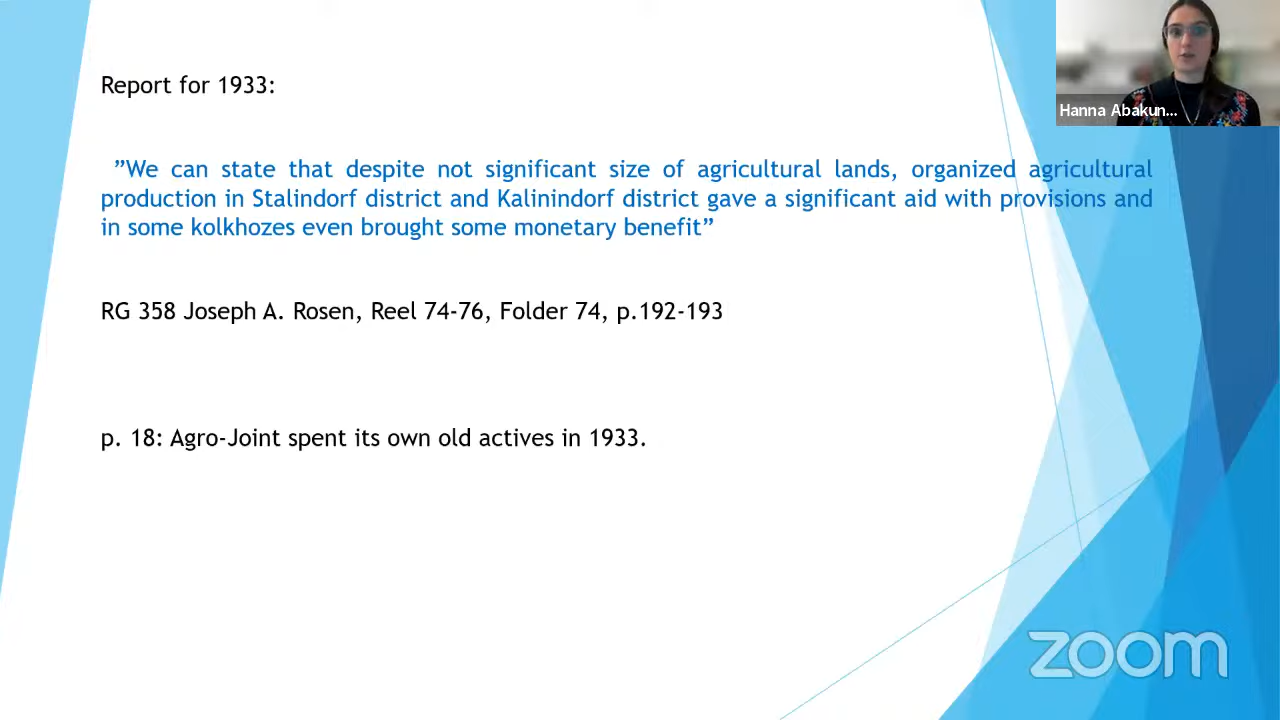 Report for 1933:
”We can state that despite not significant size of agricultural lands, organized agricultural
production in Stalindorf district and Kalinindorf district gave a significant aid with provisions and
in some kolkhozes even brought some monetary benefit”
RG 358 Joseph A. Rosen, Reel 74-76, Folder 74, p.192-193
p. 18: Agro-Joint spent its own old actives in 1933.
Hanna Abakun...
zoom